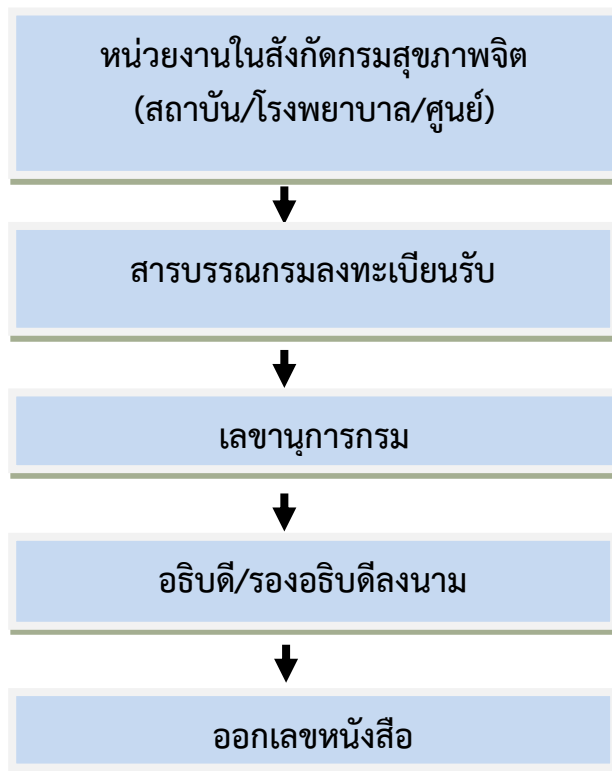 หน่วยงานในสังกัดกรมสุขภาพจิต
(สถาบัน/โรงพยาบาล/ศูนย์)
สารบรรณกรมลงทะเบียนรับ
เลขานุการกรม
อธิบดี/รองอธิบดีลงนาม
ออกเลขหนังสือ